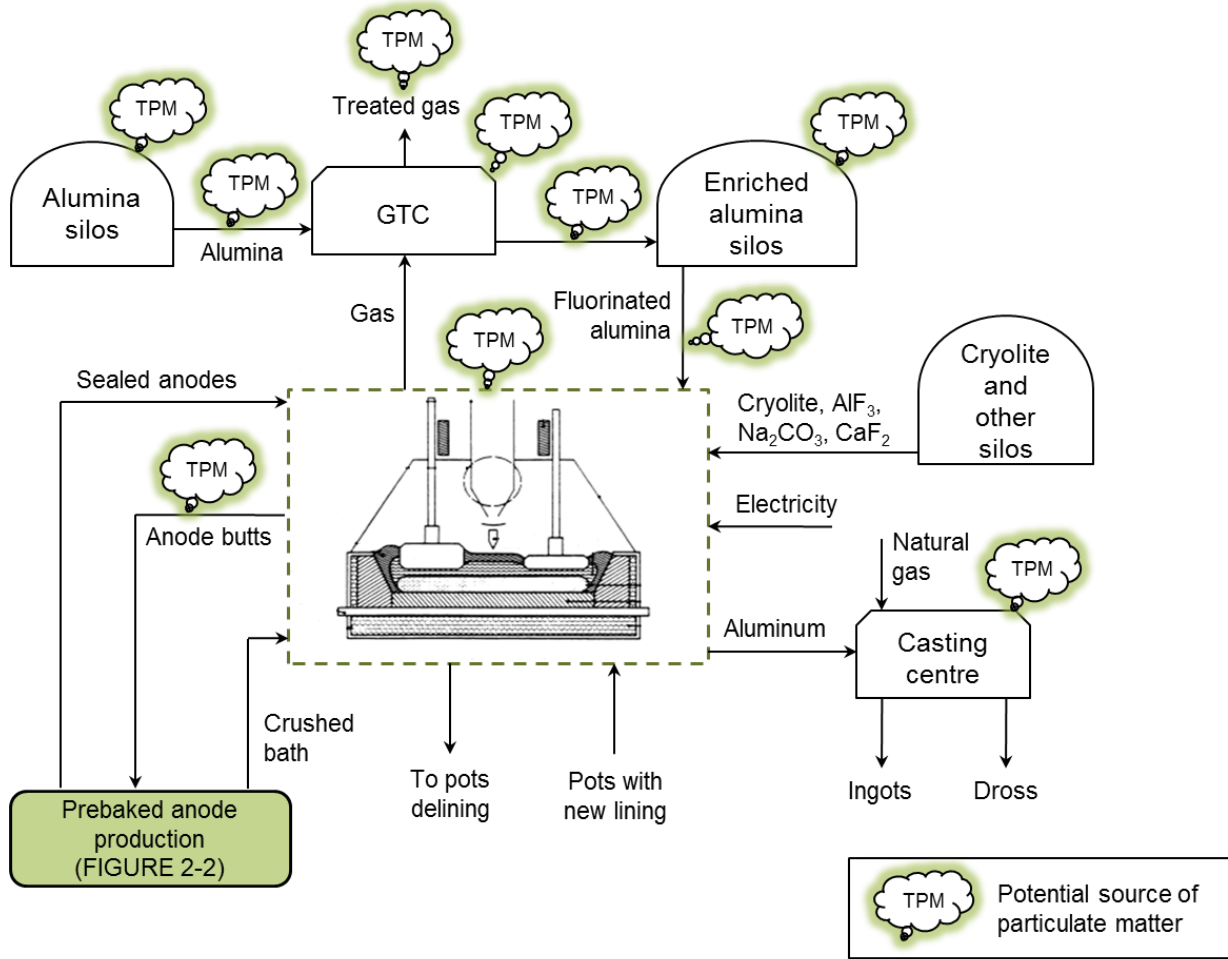 TPM
Treated gas
TPM
TPM
TPM
Alumina
silos
TPM
GTC
TPM
Enriched
alumina
silos
TPM
Alumina
Gas
Fluorinated
alumina
TPM
TPM
Cryolite
and
other
silos
Sealed anodes
Cryolite, AlF₃,
Na₂CO₃, CaF₂
TPM
Anode butts
Electricity
Natural
gas
TPM
Aluminum
Casting
centre
Crushed
bath
To pots
delining
Pots with
new lining
Ingots
Dross
Prebaked anode
production
(FIGURE 2-2)
TPM
Potential source of
particulate matter